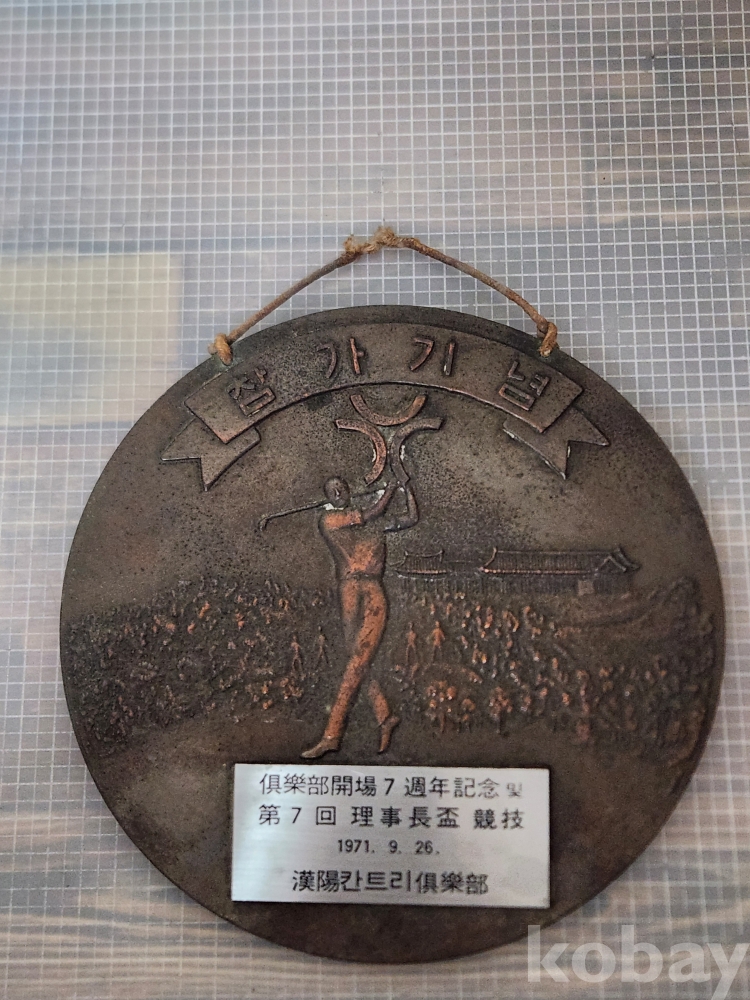 참가기념
俱樂部開場 7 週年記念 및
第 7 回 理事長盃 競技
1971. 9. 26.
漢陽칸트리俱樂部
kobay